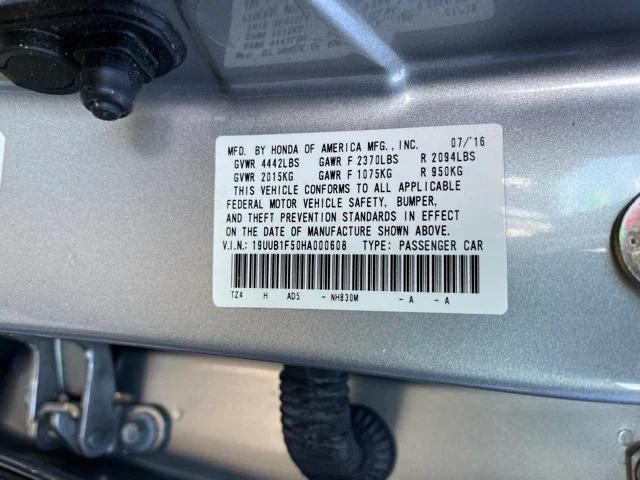 MFD. BY HONDA OF AMERICA MFG., INC. 07/'16
GVWR 4442LBS GAWR F 2370LBS R 2094LBS
GVWR 2015KG GAWR F 1075KG R 950KG
THIS VEHICLE CONFORMS TO ALL APPLICABLE
FEDERAL MOTOR VEHICLE SAFETY, BUMPER,
AND THEFT PREVENTION STANDARDS IN EFFECT
ON THE DATE OF MANUFACTURE SHOWN ABOVE.
V.I.N.: 19UUB1F50HA000608 TYPE: PASSENGER CAR
TZ4 H AD5 - NH830M - A - A